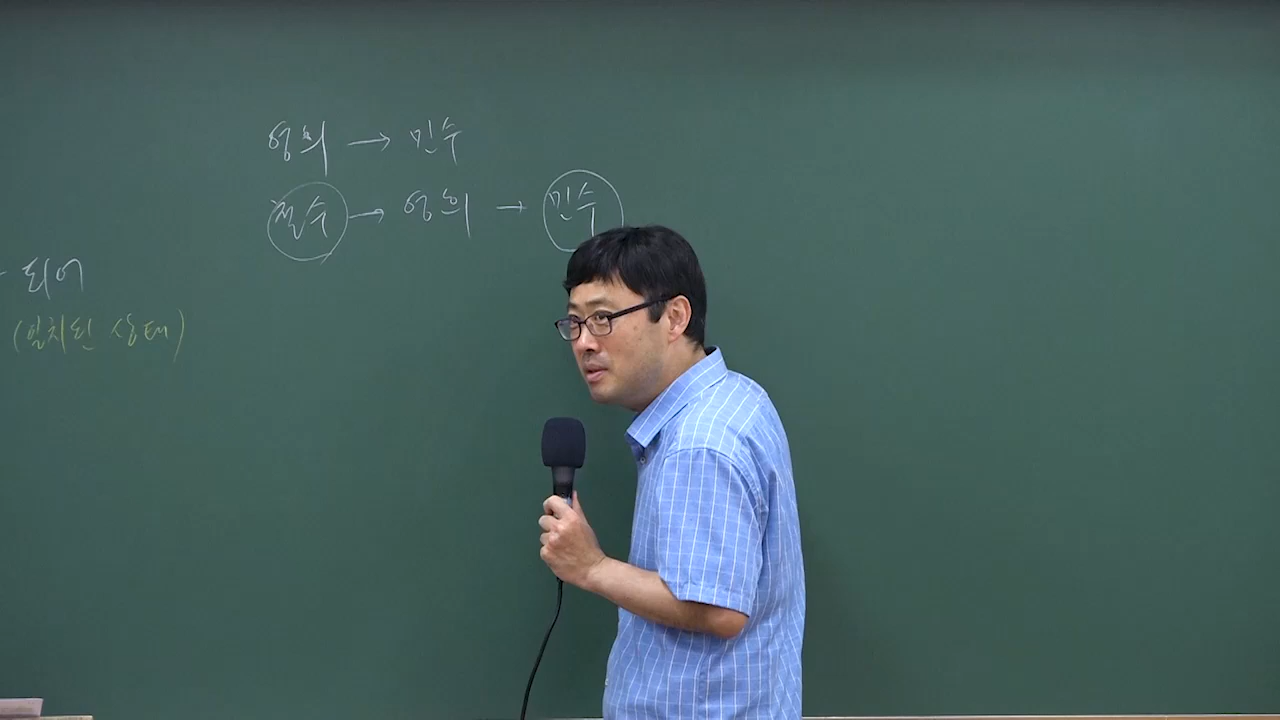 영희 → 민수
철수 → 영희 → 민수
되어
(일치된 상태)